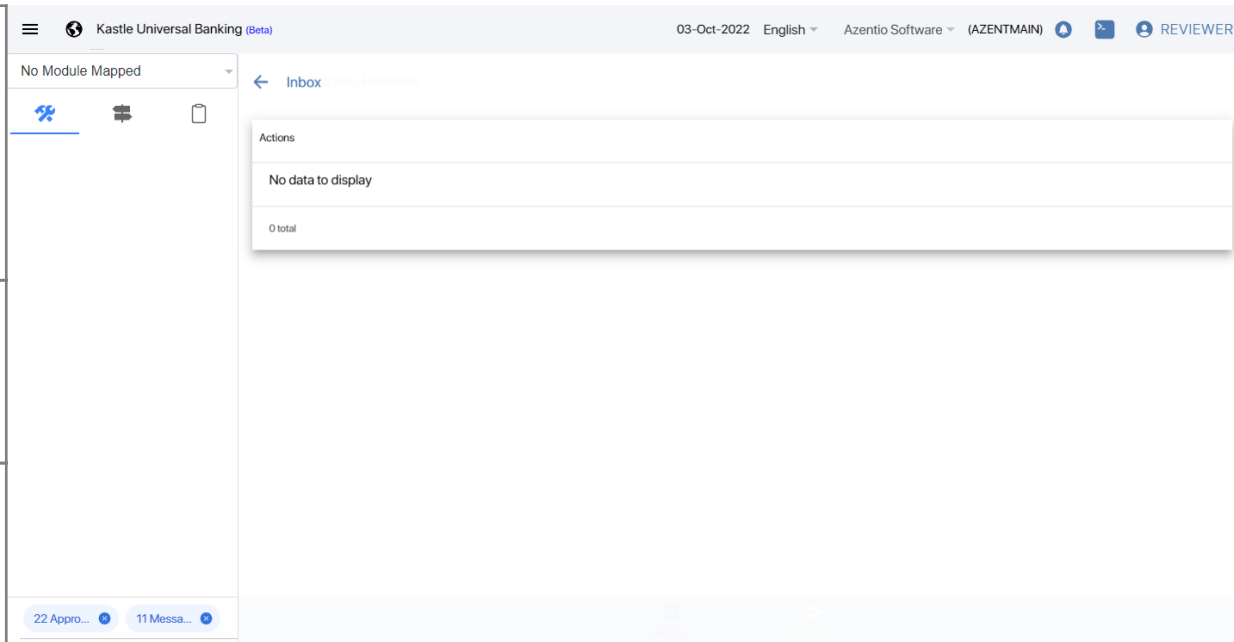 Kastle Universal Banking (Beta)
03-Oct-2022 English Azentio Software (AZENTMAIN) REVIEWER
No Module Mapped
Inbox
Actions
No data to display
0 total
22 Appro... 11 Messa...